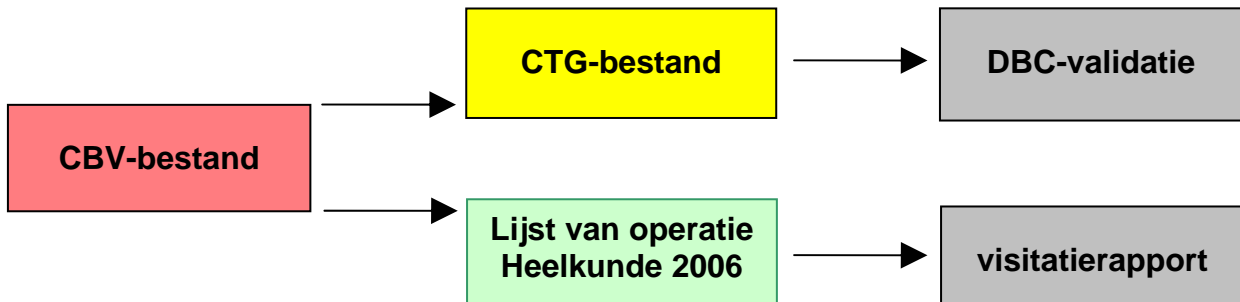 CTG-bestand
DBC-validatie
CBV-bestand
Lijst van operatie
Heelkunde 2006
visitatierapport